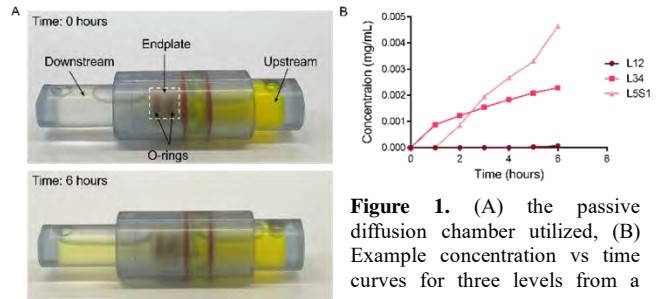 A
Time: 0 hours
Endplate
Downstream
Upstream
O-rings
Time: 6 hours
B
Concentraion (mg/mL)
0.005
0.004
0.003
0.002
0.001
0.000
0
2
4
6
8
Time (hours)
L12
L34
L5S1
Figure 1. (A) the passive
diffusion chamber utilized, (B)
Example concentration vs time
curves for three levels from a